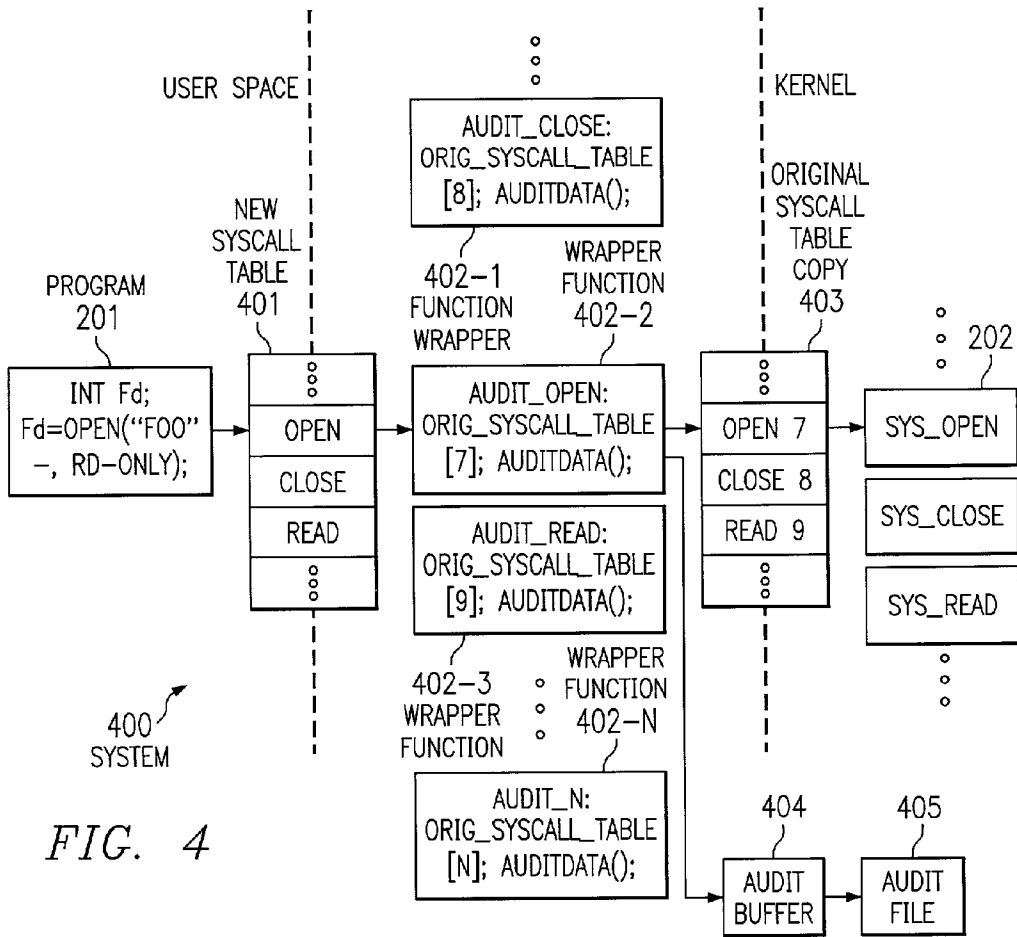 USER SPACE
KERNEL
AUDIT_CLOSE:
ORIG_SYSCALL_TABLE
[8]; AUDITDATA();
NEW
SYSCALL
TABLE
401
402-1
FUNCTION
WRAPPER
WRAPPER
FUNCTION
402-2
ORIGINAL
SYSCALL
TABLE
COPY
403
PROGRAM
201
INT Fd;
Fd=OPEN("FOO"
-, RD-ONLY);
OPEN
CLOSE
READ
AUDIT_OPEN:
ORIG_SYSCALL_TABLE
[7]; AUDITDATA();
OPEN 7
CLOSE 8
READ 9
202
SYS_OPEN
SYS_CLOSE
SYS_READ
AUDIT_READ:
ORIG_SYSCALL_TABLE
[9]; AUDITDATA();
402-3
WRAPPER
FUNCTION
WRAPPER
FUNCTION
402-N
400
SYSTEM
AUDIT_N:
ORIG_SYSCALL_TABLE
[N]; AUDITDATA();
404
AUDIT
BUFFER
405
AUDIT
FILE
FIG. 4